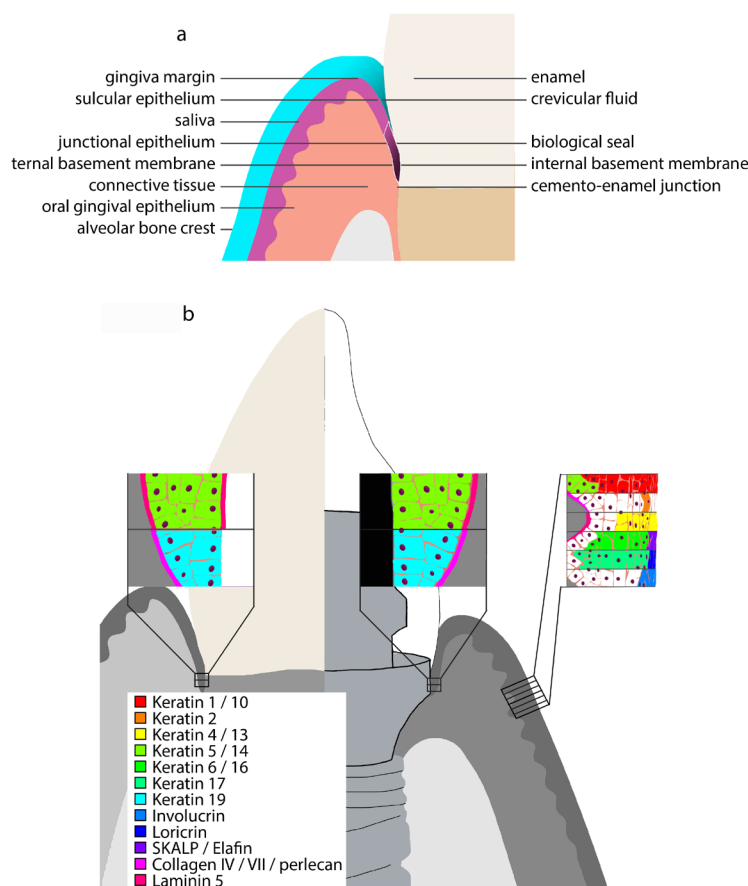 a
gingiva margin
sulcular epithelium
saliva
junctional epithelium
ternal basement membrane
connective tissue
oral gingival epithelium
alveolar bone crest
enamel
crevicular fluid
biological seal
internal basement membrane
cemento-enamel junction
b
Keratin 1 / 10
Keratin 2
Keratin 4 / 13
Keratin 5 / 14
Keratin 6 / 16
Keratin 17
Keratin 19
Involucrin
Loricrin
SKALP / Elafin
Collagen IV / VII / perlecan
Laminin 5